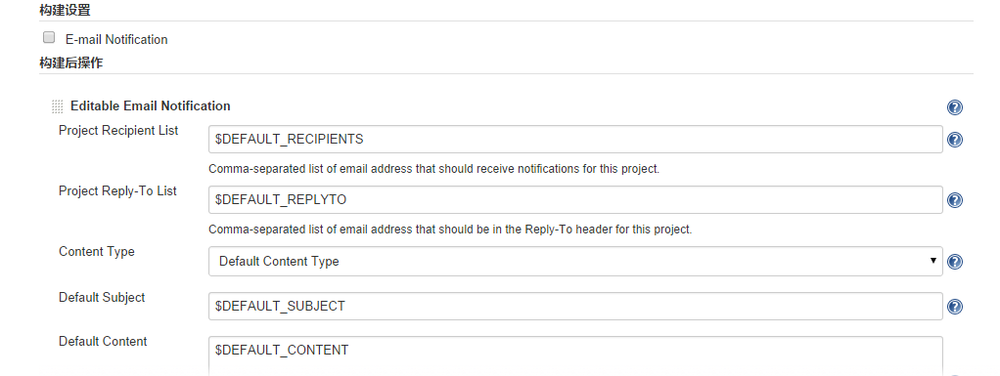 构建设置
E-mail Notification
构建后操作
Editable Email Notification
Project Recipient List
$DEFAULT_RECIPIENTS
Comma-separated list of email address that should receive notifications for this project.
Project Reply-To List
$DEFAULT_REPLYTO
Comma-separated list of email address that should be in the Reply-To header for this project.
Content Type
Default Content Type
Default Subject
$DEFAULT_SUBJECT
Default Content
$DEFAULT_CONTENT